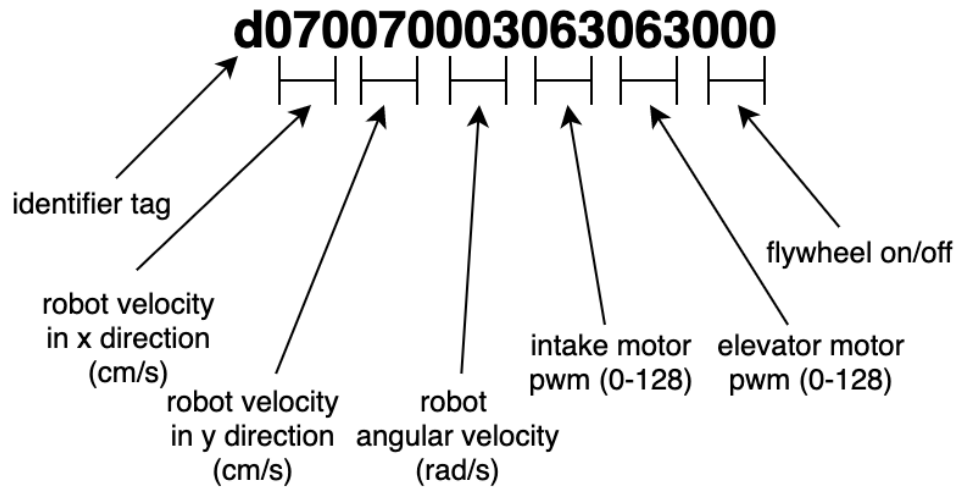 d070070003063063000
identifier tag
flywheel on/off
robot velocity
in x direction
(cm/s)
intake motor
pwm (0-128)
elevator motor
pwm (0-128)
robot velocity
in y direction
(cm/s)
robot
angular velocity
(rad/s)